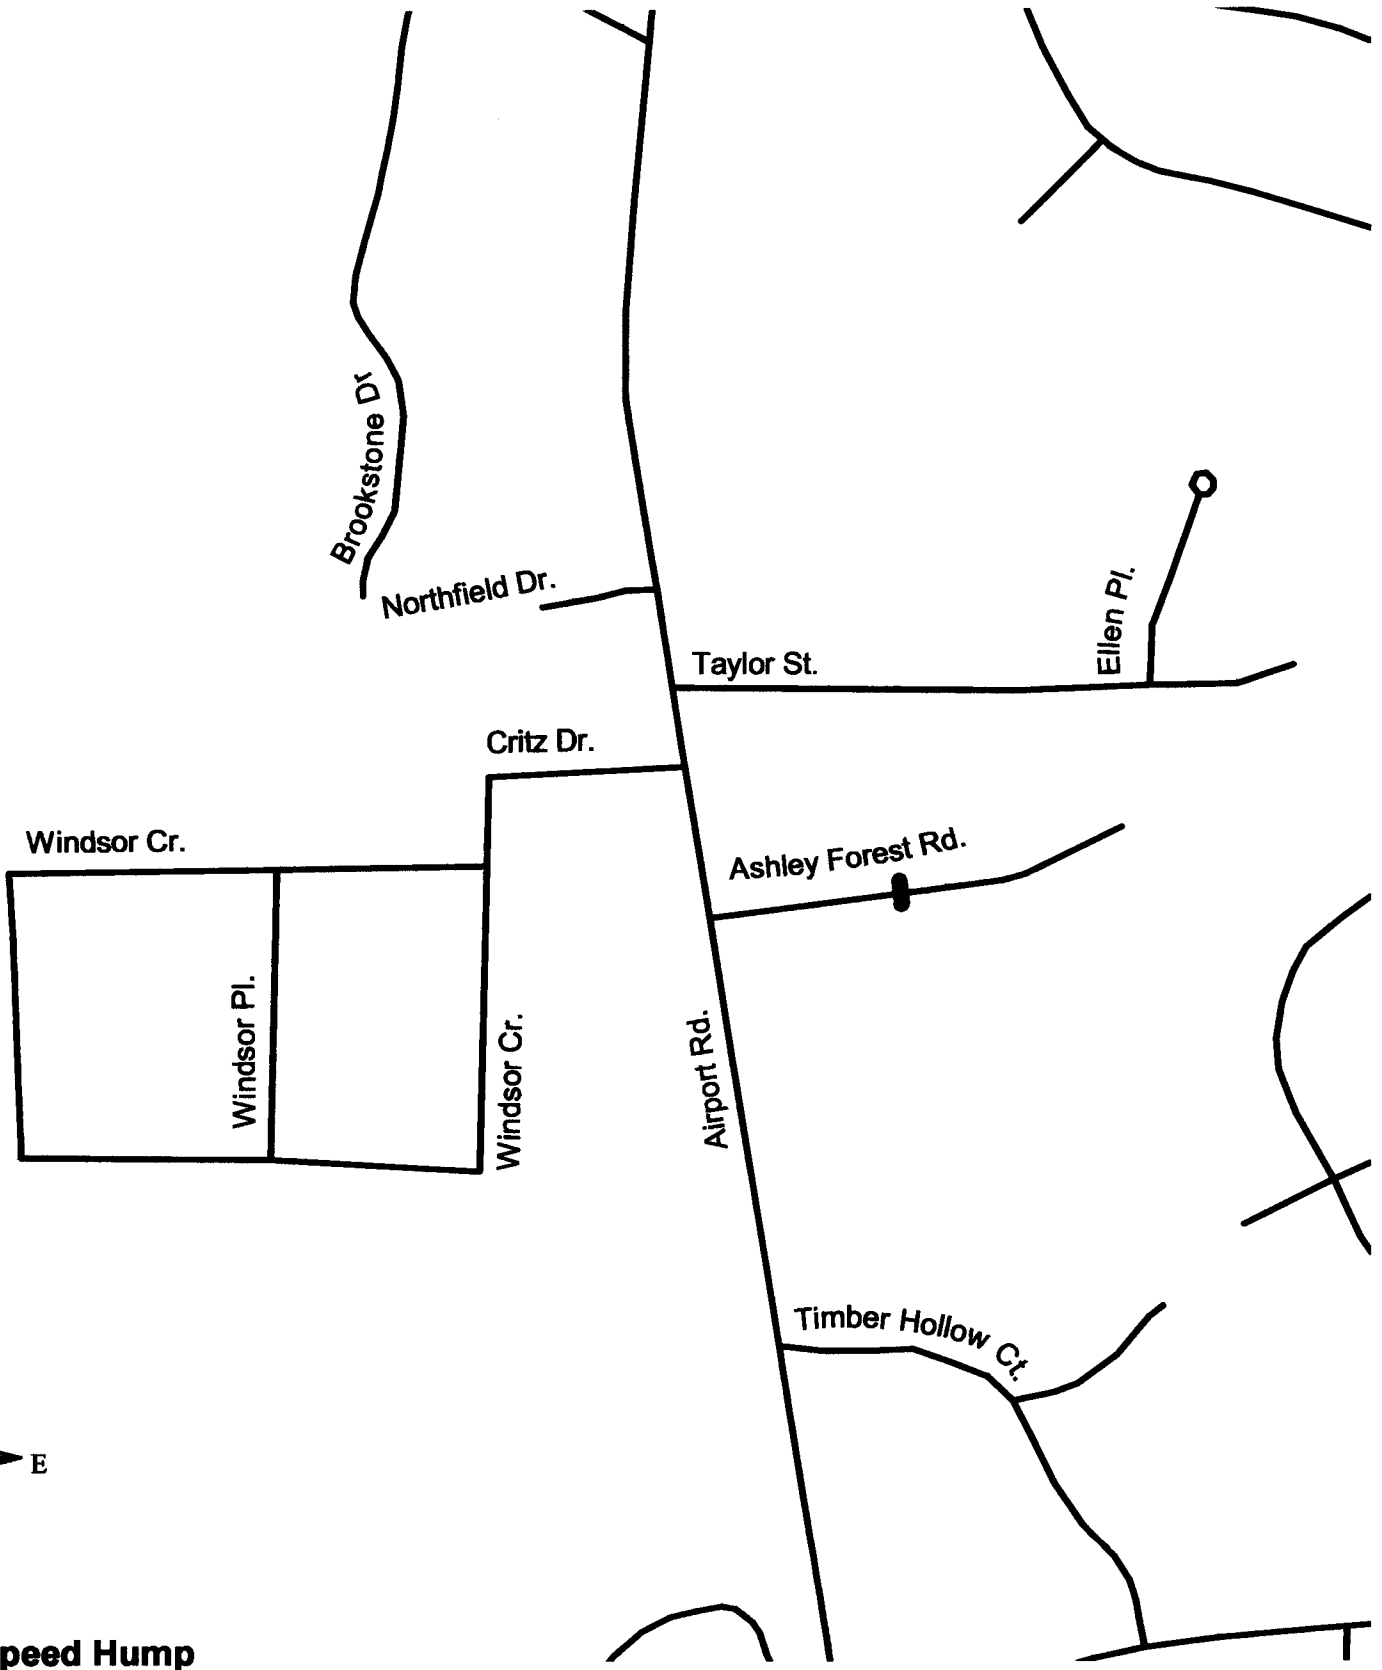 Brookstone Dr
Northfield Dr.
Ellen Pl.
Taylor St.
Critz Dr.
Windsor Cr.
Ashley Forest Rd.
Windsor Pl.
Windsor Cr.
Airport Rd.
Timber Hollow Ct.
E
peed Hump